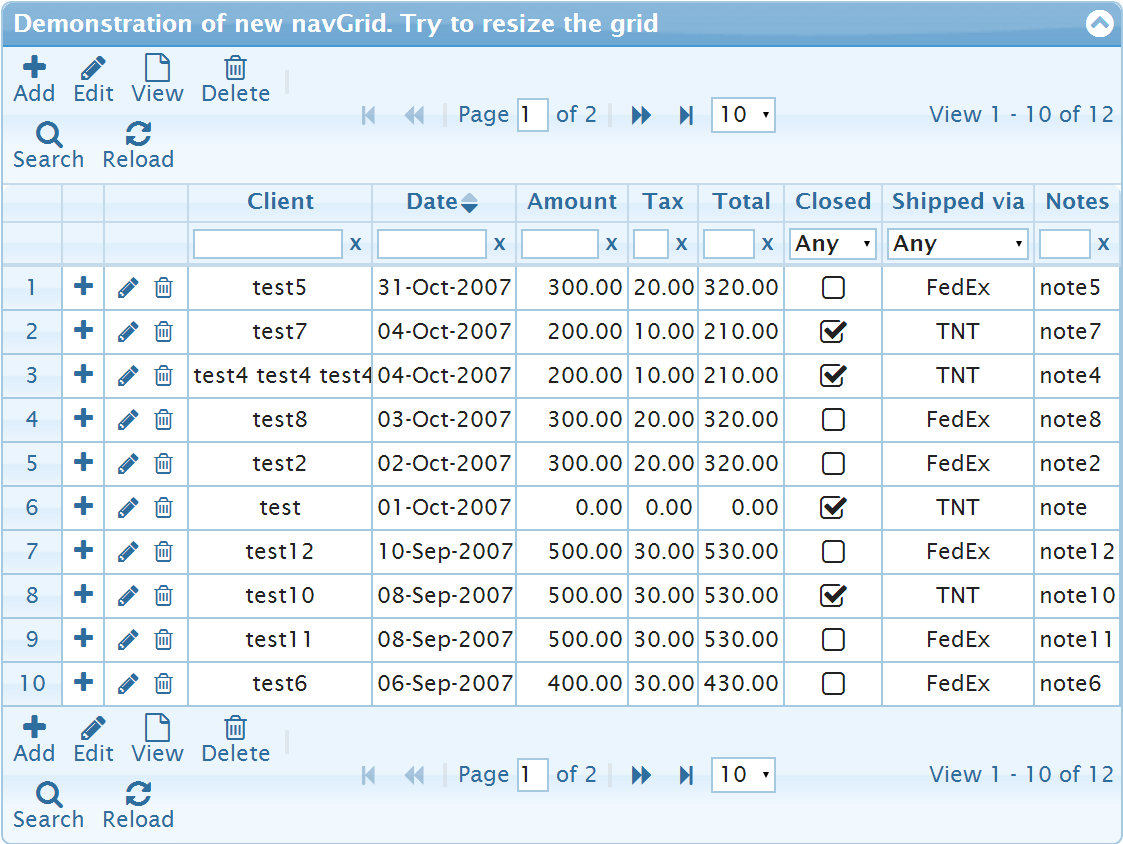 Demonstration of new navGrid. Try to resize the grid
Add Edit View Delete
Page 1 of 2 10 View 1 - 10 of 12
Search Reload
Client Date Amount Tax Total Closed Shipped via Notes
x x x x x Any Any x
1 test5 31-Oct-2007 300.00 20.00 320.00 FedEx note5
2 test7 04-Oct-2007 200.00 10.00 210.00 TNT note7
3 test4 test4 test4 04-Oct-2007 200.00 10.00 210.00 TNT note4
4 test8 03-Oct-2007 300.00 20.00 320.00 FedEx note8
5 test2 02-Oct-2007 300.00 20.00 320.00 FedEx note2
6 test 01-Oct-2007 0.00 0.00 0.00 TNT note
7 test12 10-Sep-2007 500.00 30.00 530.00 FedEx note12
8 test10 08-Sep-2007 500.00 30.00 530.00 TNT note10
9 test11 08-Sep-2007 500.00 30.00 530.00 FedEx note11
10 test6 06-Sep-2007 400.00 30.00 430.00 FedEx note6
Add Edit View Delete
Page 1 of 2 10 View 1 - 10 of 12
Search Reload